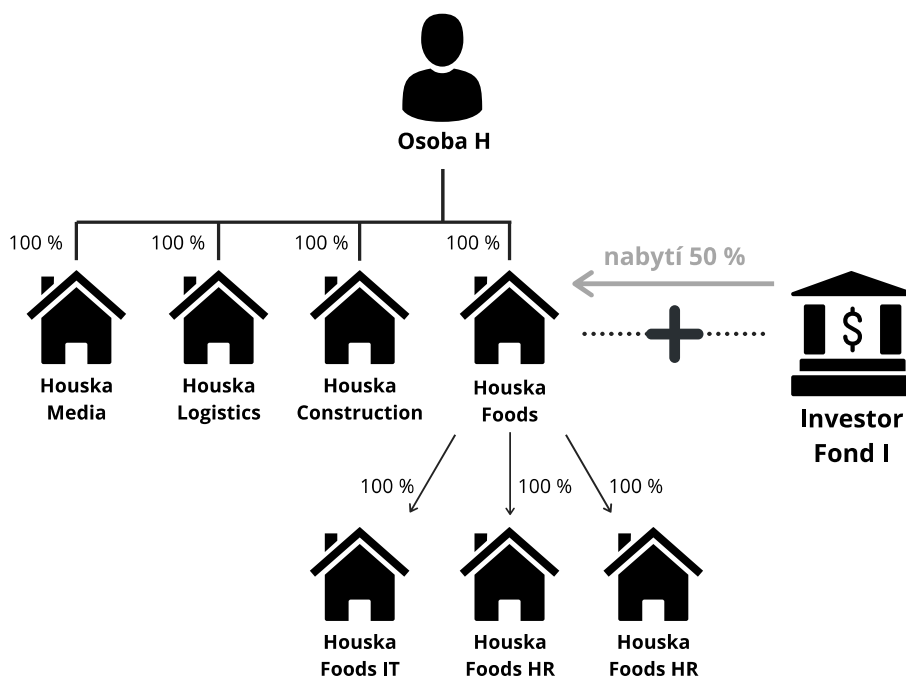 Osoba H
100 %
100 %
100 %
100 %
nabytí 50 %
$
Houska
Media
Houska
Logistics
Houska
Construction
Houska
Foods
Investor
Fond I
100 %
100 %
100 %
Houska
Foods IT
Houska
Foods HR
Houska
Foods HR